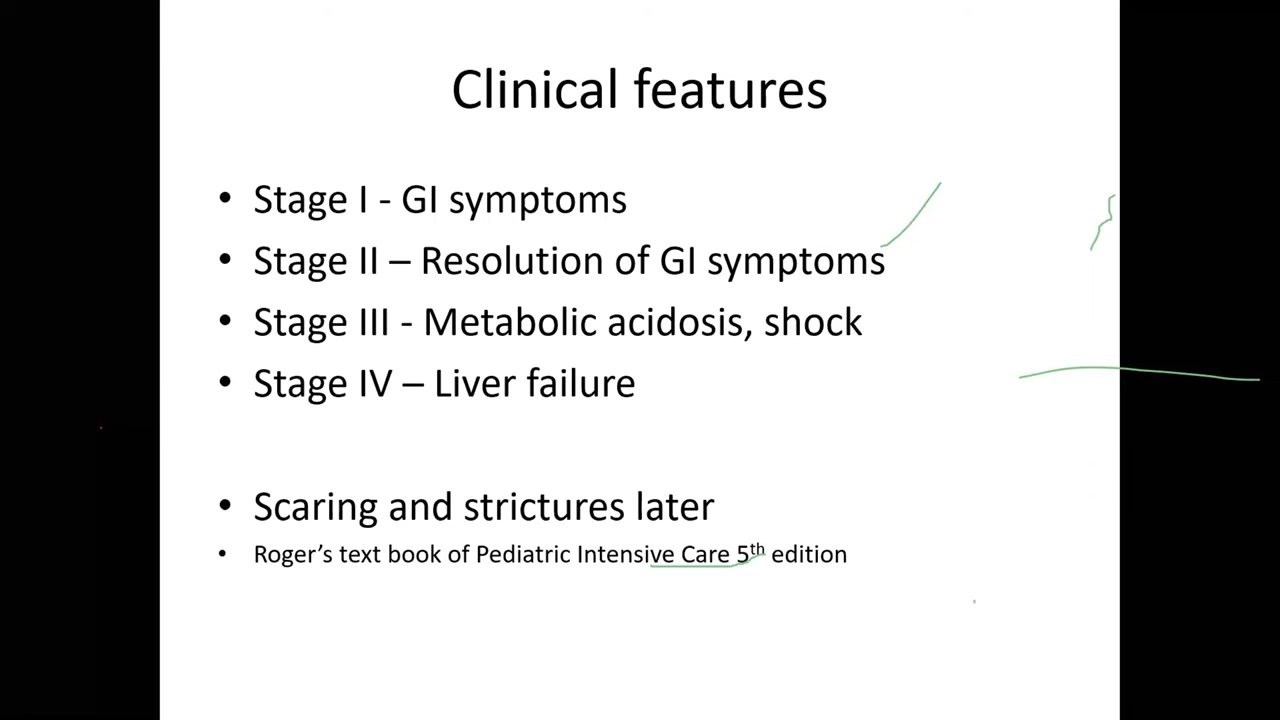 Clinical features
• Stage I - GI symptoms
• Stage II – Resolution of GI symptoms
• Stage III - Metabolic acidosis, shock
• Stage IV – Liver failure
• Scaring and strictures later
• Roger’s text book of Pediatric Intensive Care 5th edition